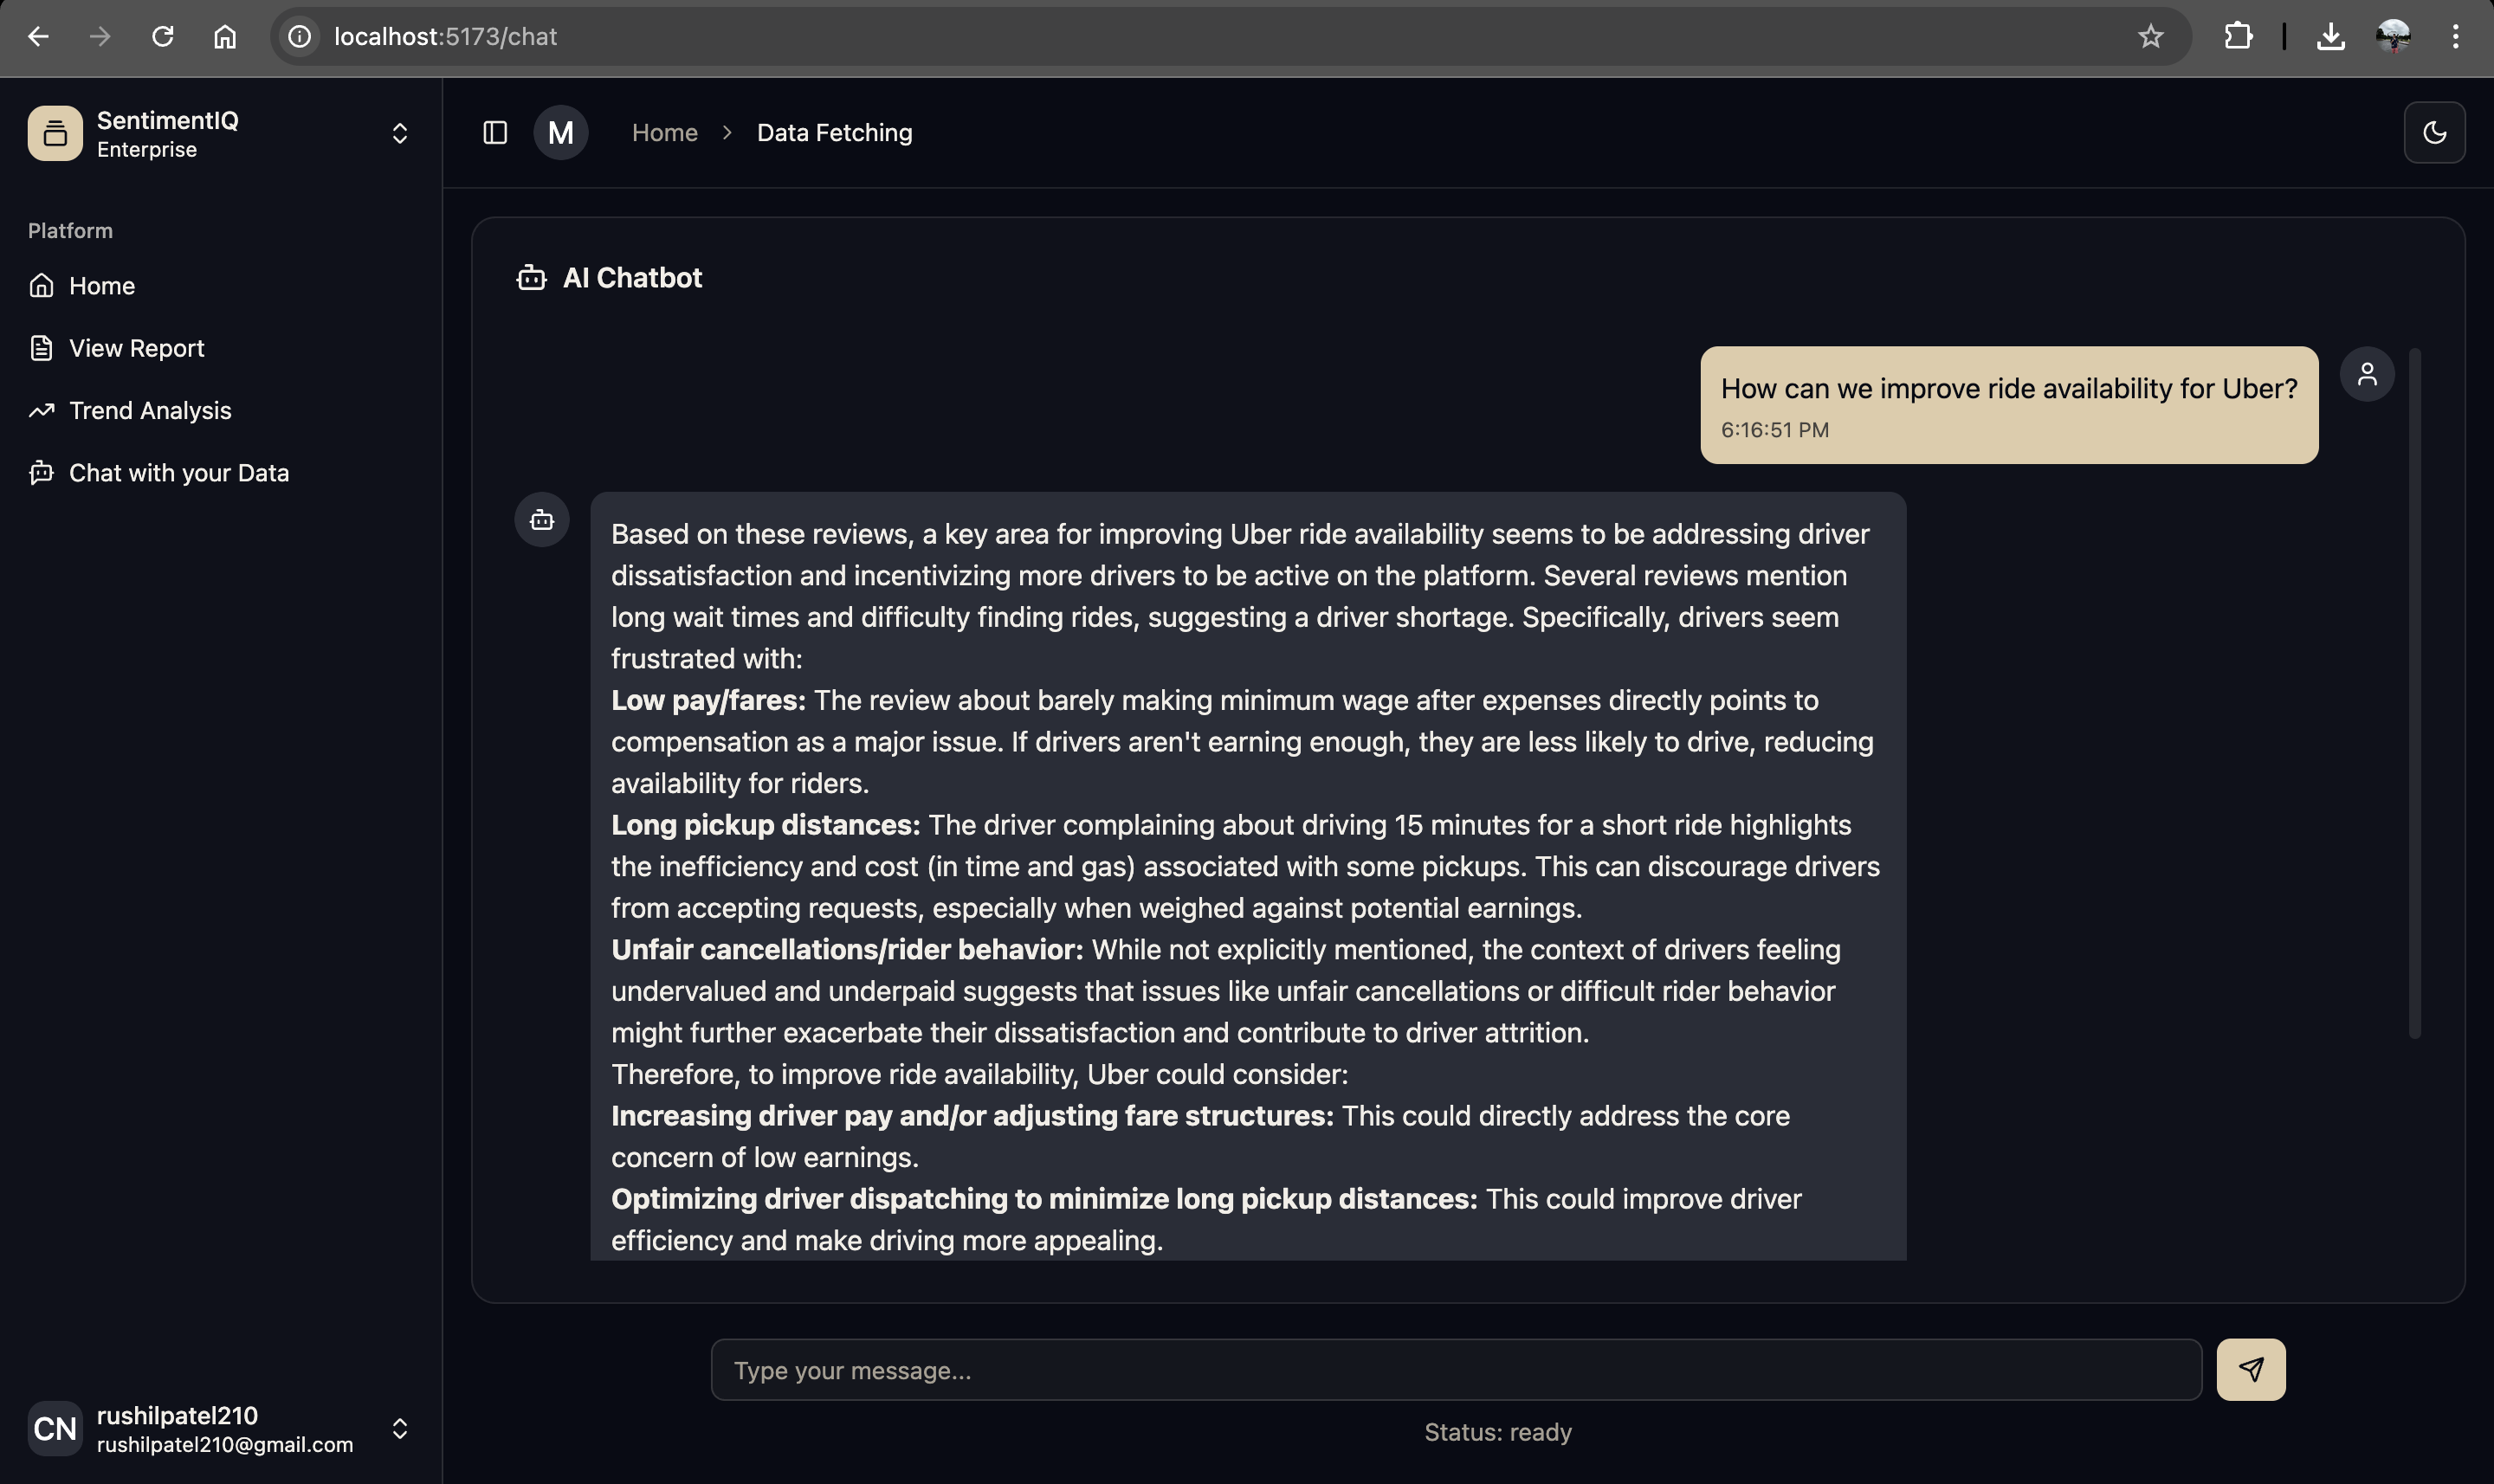 localhost:5173/chat
SentimentIQ
Enterprise
Platform
Home
View Report
Trend Analysis
Chat with your Data
rushilpatel210
CN
rushilpatel210@gmail.com
M
Home > Data Fetching
AI Chatbot
How can we improve ride availability for Uber?
6:16:51 PM
Based on these reviews, a key area for improving Uber ride availability seems to be addressing driver
dissatisfaction and incentivizing more drivers to be active on the platform. Several reviews mention
long wait times and difficulty finding rides, suggesting a driver shortage. Specifically, drivers seem
frustrated with:
Low pay/fares: The review about barely making minimum wage after expenses directly points to
compensation as a major issue. If drivers aren't earning enough, they are less likely to drive, reducing
availability for riders.
Long pickup distances: The driver complaining about driving 15 minutes for a short ride highlights
the inefficiency and cost (in time and gas) associated with some pickups. This can discourage drivers
from accepting requests, especially when weighed against potential earnings.
Unfair cancellations/rider behavior: While not explicitly mentioned, the context of drivers feeling
undervalued and underpaid suggests that issues like unfair cancellations or difficult rider behavior
might further exacerbate their dissatisfaction and contribute to driver attrition.
Therefore, to improve ride availability, Uber could consider:
Increasing driver pay and/or adjusting fare structures: This could directly address the core
concern of low earnings.
Optimizing driver dispatching to minimize long pickup distances: This could improve driver
efficiency and make driving more appealing.
Type your message...
Status: ready